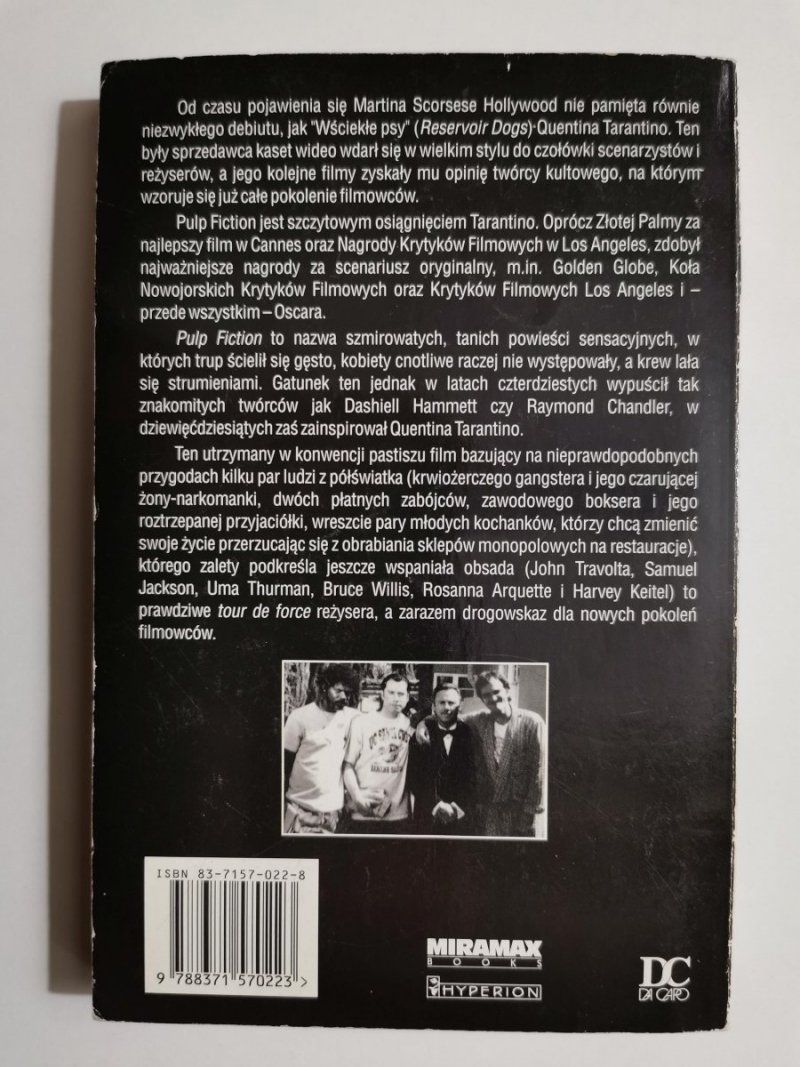 Od czasu pojawienia się Martina Scorsese Hollywood nie pamięta równie
niezwykłego debiutu, jak "Wściekłe psy" (Reservoir Dogs)·Quentina Tarantino. Ten
były sprzedawca kaset wideo wdarł się w wielkim stylu do czołówki scenarzystów i
reżyserów, a jego kolejne filmy zyskały mu opinię twórcy kultowego, na którym
wzoruje się już całe pokolenie filmowców.
Pulp Fiction jest szczytowym osiągnięciem Tarantino. Oprócz Złotej Palmy za
najlepszy film w Cannes oraz Nagrody Krytyków Filmowych w Los Angeles, zdobył
najważniejsze nagrody za scenariusz oryginalny, m.in. Golden Globe, Koła
Nowojorskich Krytyków Filmowych oraz Krytyków Filmowych Los Angeles i –
przede wszystkim – Oscara.
Pulp Fiction to nazwa szmirowatych, tanich powieści sensacyjnych, w
których trup ścielił się gęsto, kobiety cnotliwe raczej nie występowały, a krew lała
się strumieniami. Gatunek ten jednak w latach czterdziestych wypuścił tak
znakomitych twórców jak Dashiell Hammett czy Raymond Chandler, w
dziewięćdziesiątych zaś zainspirował Quentina Tarantino.
Ten utrzymany w konwencji pastiszu film bazujący na nieprawdopodobnych
przygodach kilku par ludzi z półświatka (krwiożerczego gangstera i jego czarującej
żony-narkomanki, dwóch płatnych zabójców, zawodowego boksera i jego
roztrzepanej przyjaciółki, wreszcie pary młodych kochanków, którzy chcą zmienić
swoje życie przerzucając się z obrabiania sklepów monopolowych na restauracje),
którego zalety podkreśla jeszcze wspaniała obsada (John Travolta, Samuel
Jackson, Uma Thurman, Bruce Willis, Rosanna Arquette i Harvey Keitel) to
prawdziwe tour de force reżysera, a zarazem drogowskaz dla nowych pokoleń
filmowców.
UC SANTA CRUZ
ISBN 83-7157-022-8
9 788371 570223 >
MIRAMAX
BOOKS
HYPERION
DC
DA CAPO